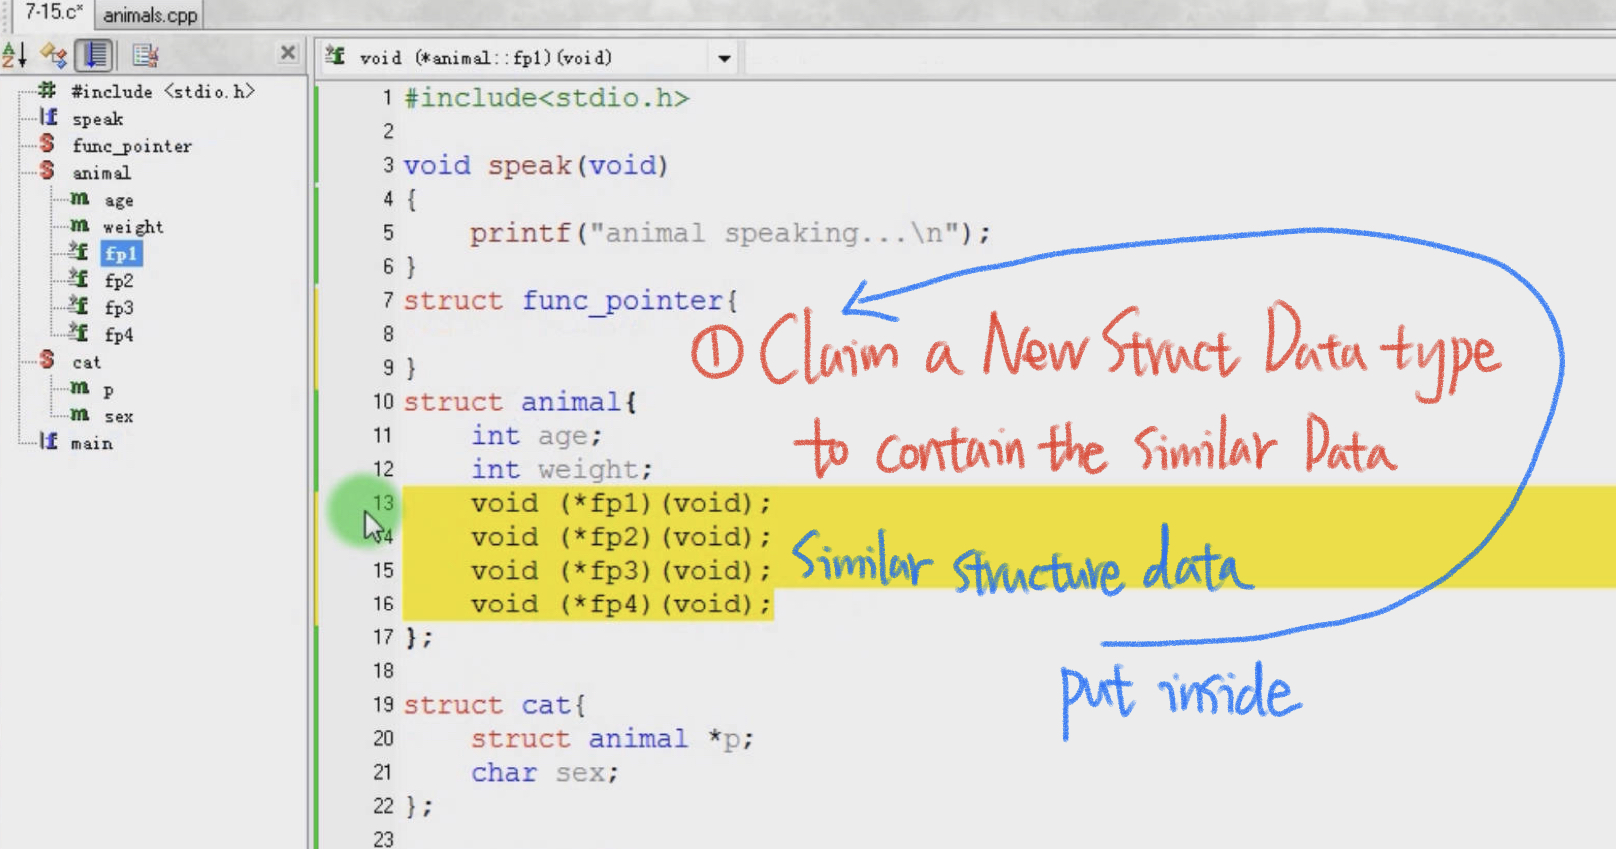 7-15.c* animals.cpp
void (*animal::fp1)(void)
#include <stdio.h>
speak
func_pointer
animal
age
weight
fp1
fp2
fp3
fp4
cat
p
sex
main
1 #include<stdio.h>
2
3 void speak(void)
4 {
5 printf("animal speaking...\n");
6 }
7 struct func_pointer{
8
9 }
10 struct animal{
11 int age;
12 int weight;
13 void (*fp1)(void);
14 void (*fp2)(void);
15 void (*fp3)(void);
16 void (*fp4)(void);
17 };
18
19 struct cat{
20 struct animal *p;
21 char sex;
22 };
23
① Claim a New Struct Data type
to contain the Similar Data
Similar structure data
put inside